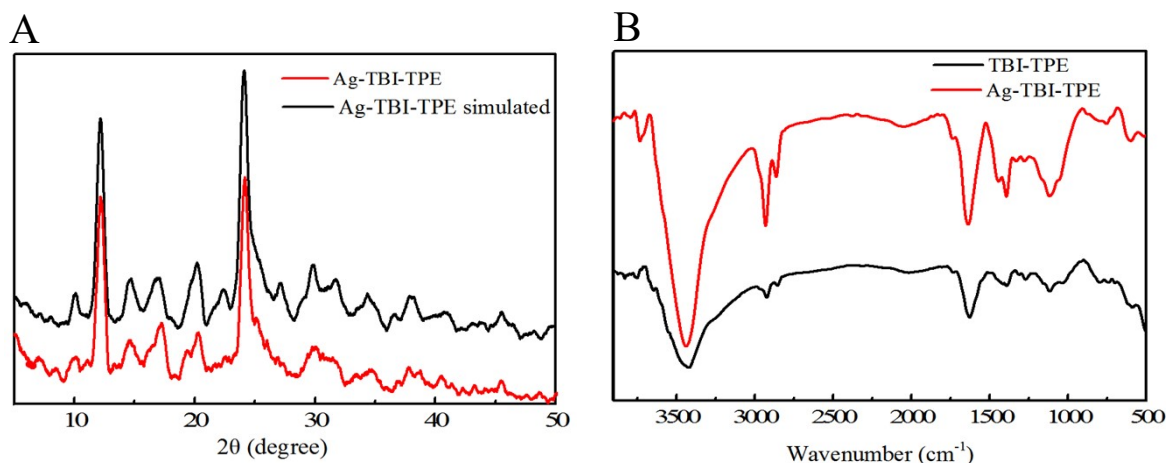 A
Ag-TBI-TPE
Ag-TBI-TPE simulated
10
20
30
40
50
2θ (degree)
B
TBI-TPE
Ag-TBI-TPE
3500
3000
2500
2000
1500
1000
500
Wavenumber (cm⁻¹)